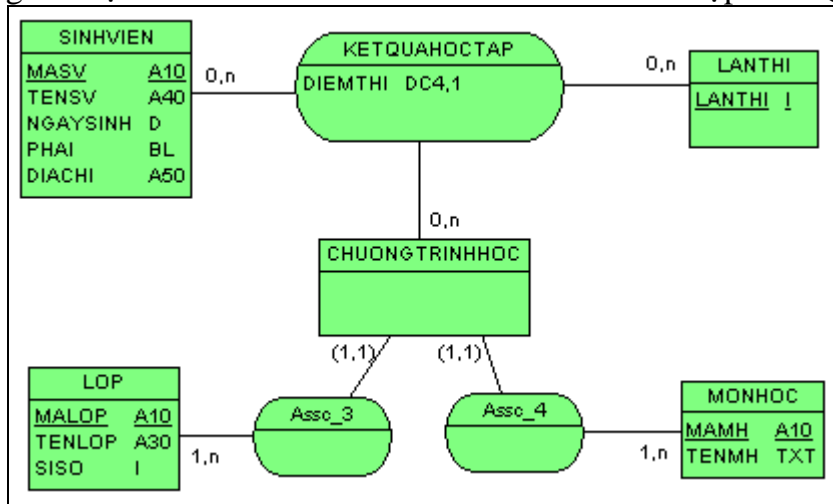 SINHVIEN
MASV A10
TENSV A40
NGAYSINH D
PHAI BL
DIACHI A50
0,n
KETQUAHOCTAP
DIEMTHI DC4,1
0,n
LANTHI
LANTHI I
0,n
CHUONGTRINHHOC
(1,1)
(1,1)
LOP
MALOP A10
TENLOP A30
SISO I
1,n
Assc_3
Assc_4
1,n
MONHOC
MAMH A10
TENMH TXT